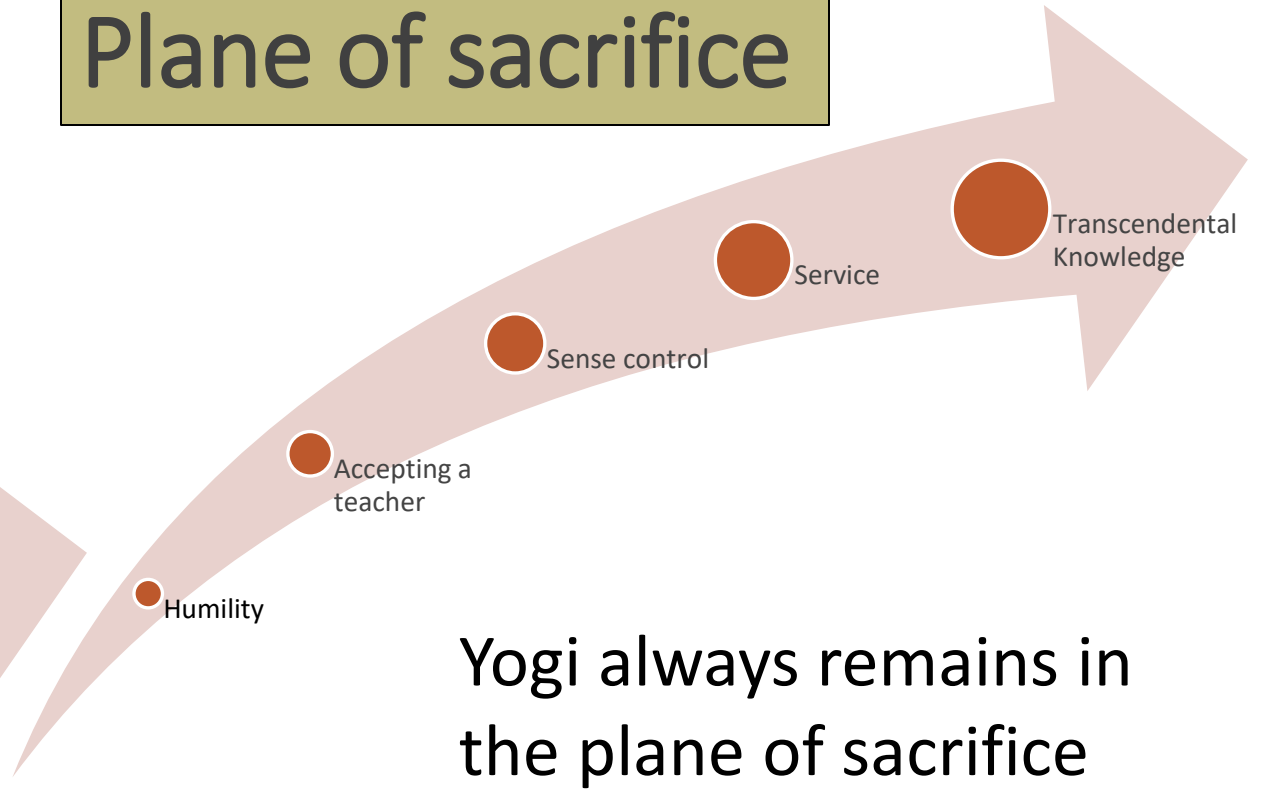 Plane of sacrifice
Transcendental
Knowledge
Service
Sense control
Accepting a
teacher
Humility
Yogi always remains in
the plane of sacrifice